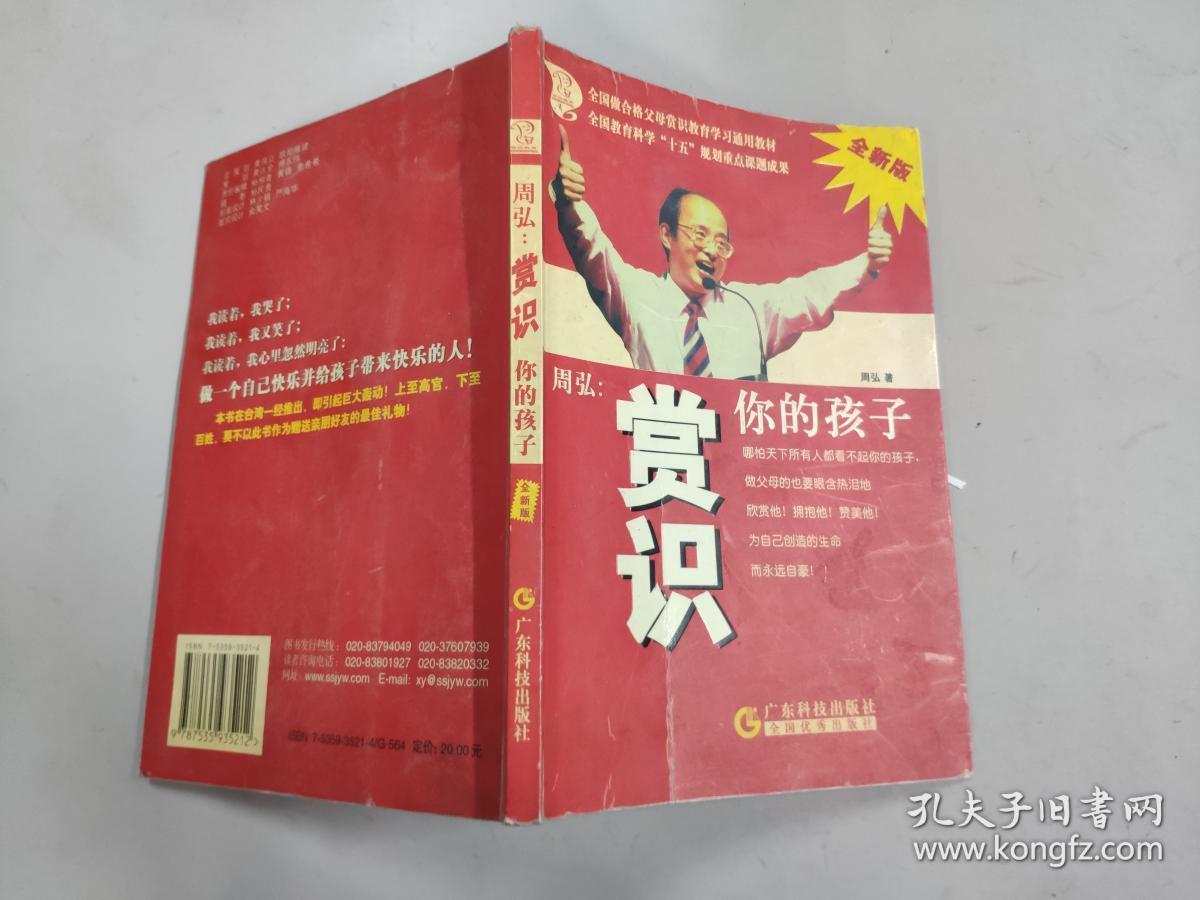 全国做合格父母赏识教育学习通用教材
全国教育科学“十五”规划重点课题成果
全新版
周弘 著
周弘：
赏识
你的孩子
哪怕天下所有人都看不起你的孩子，
做父母的也要眼含热泪地
欣赏他！拥抱他！赞美他！
为自己创造的生命
而永远自豪！！
广东科技出版社
全国优秀出版社
周弘：赏识 你的孩子
全新版
广东科技出版社
我读着，我哭了；
我读着，我又笑了；
我读着，我心里忽然明亮了：
做一个自己快乐并给孩子带来快乐的人！
本书在台湾一经推出，即引起巨大轰动！上至高官，下至
百姓，莫不以此书作为赠送亲朋好友的最佳礼物！
ISBN 7-5359-3521-4
9 787535 935212 >
图书发行热线：020-83794049 020-37607939
读者咨询电话：020-83801927 020-83820332
网址：www.ssjyw.com E-mail: xy@ssjyw.com
ISBN 7-5359-3521-4/G·564 定价：20.00元
孔夫子旧书网
www.kongfz.com